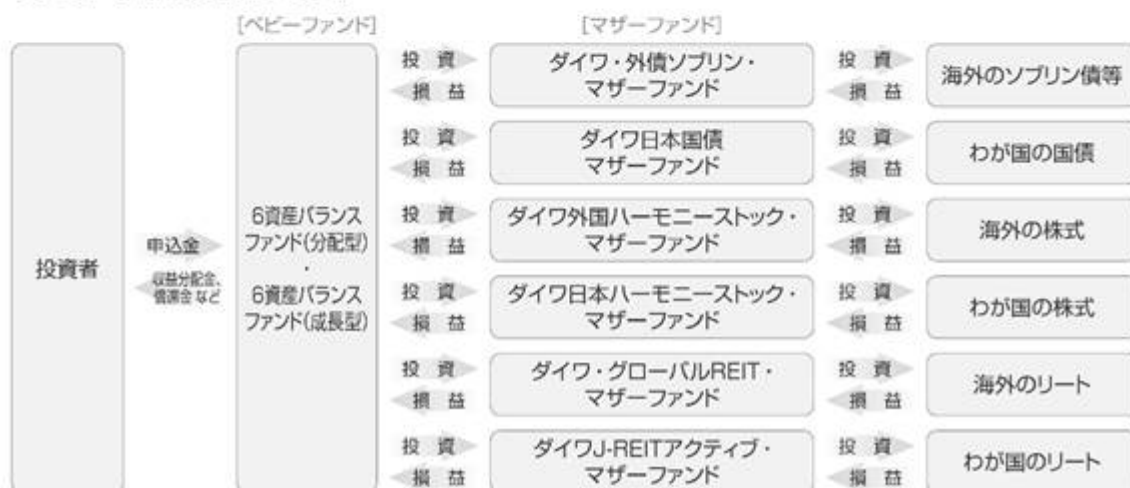 [ベビーファンド]
[マザーファンド]
投資者
申込金
収益分配金、
償還金 など
6資産バランス
ファンド(分配型)
・
6資産バランス
ファンド(成長型)
投 資
損 益
ダイワ・外債ソブリン・
マザーファンド
投 資
損 益
海外のソブリン債等
投 資
損 益
ダイワ日本国債
マザーファンド
投 資
損 益
わが国の国債
投 資
損 益
ダイワ外国ハーモニーストック・
マザーファンド
投 資
損 益
海外の株式
投 資
損 益
ダイワ日本ハーモニーストック・
マザーファンド
投 資
損 益
わが国の株式
投 資
損 益
ダイワ・グローバルREIT・
マザーファンド
投 資
損 益
海外のリート
投 資
損 益
ダイワJ-REITアクティブ・
マザーファンド
投 資
損 益
わが国のリート